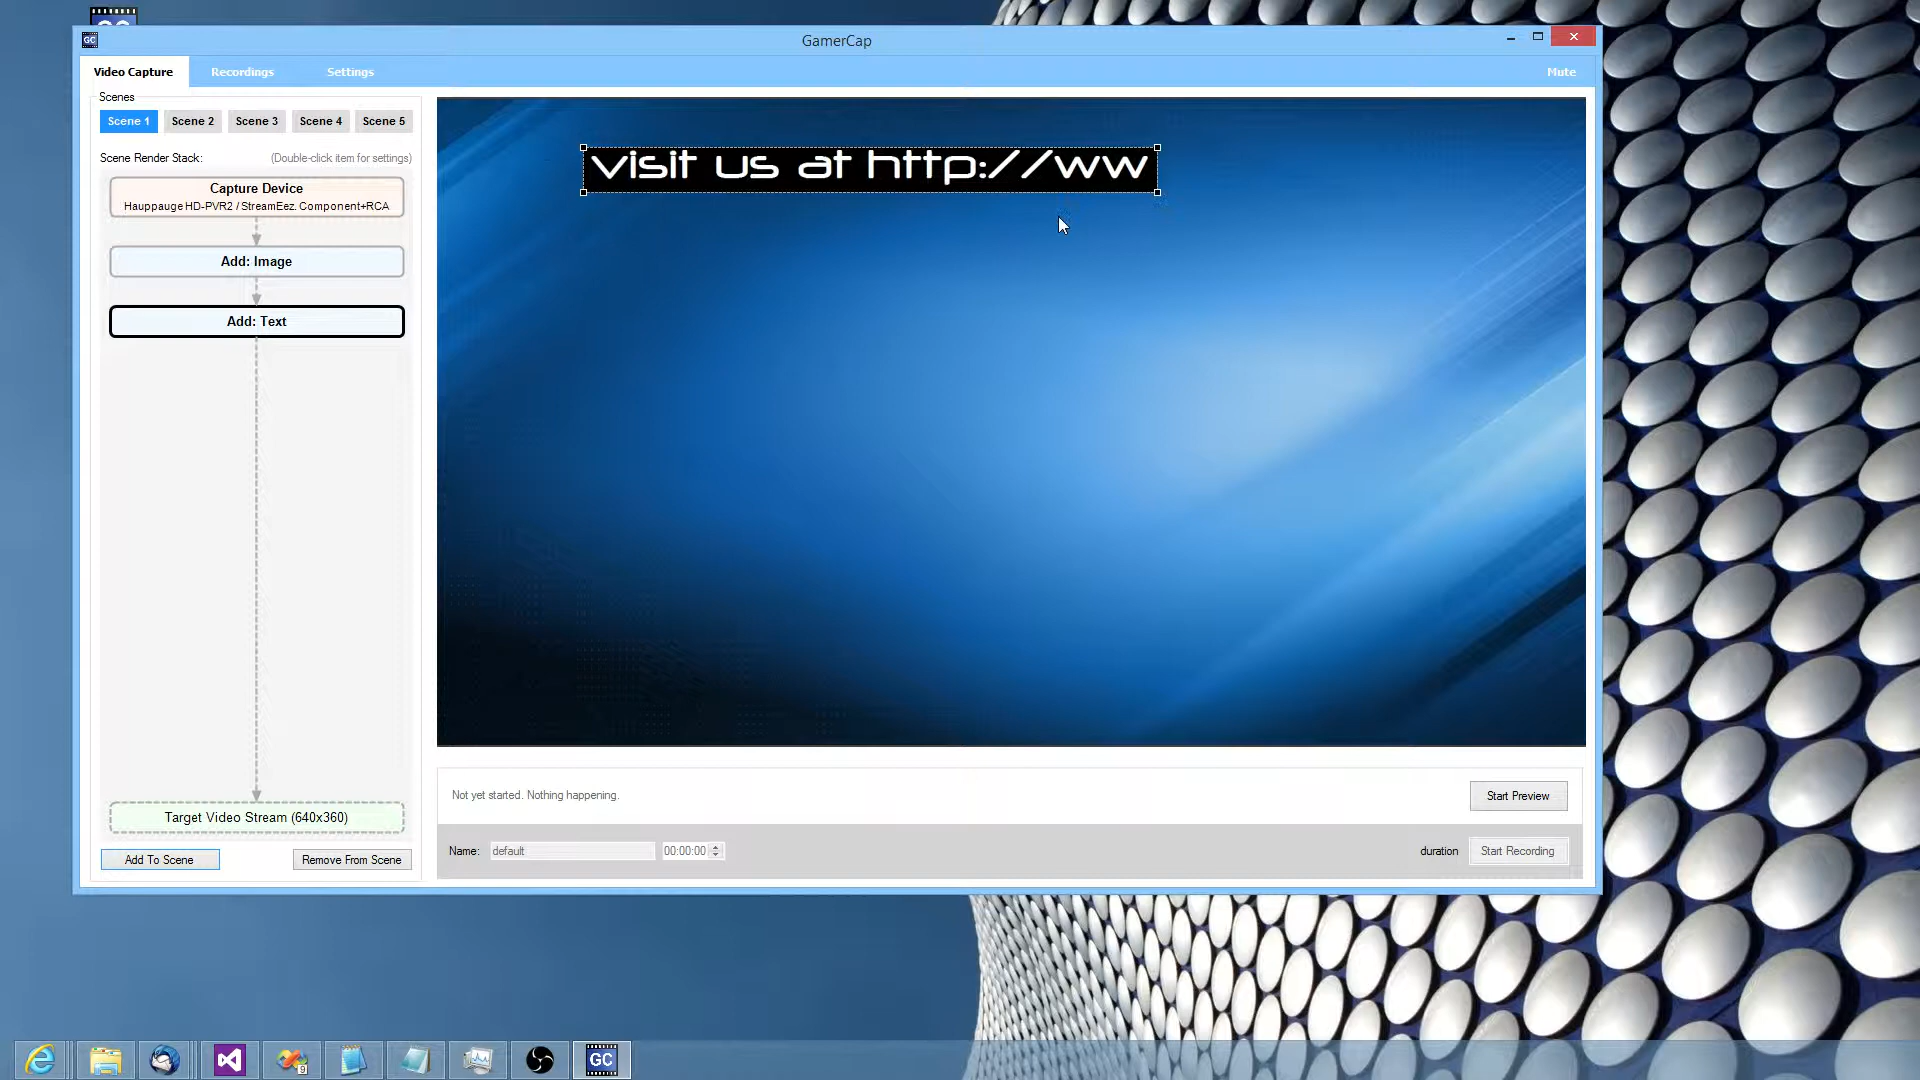 GC
GamerCap
Video Capture
Recordings
Settings
Mute
Scenes
Scene 1
Scene 2
Scene 3
Scene 4
Scene 5
Scene Render Stack:
(Double-click item for settings)
Capture Device
Hauppauge HD-PVR2 / StreamEez. Component+RCA
Add: Image
Add: Text
Target Video Stream (640x360)
Add To Scene
Remove From Scene
visit us at http://ww
Not yet started. Nothing happening.
Start Preview
Name:
default
00:00:00
duration
Start Recording
9
GC